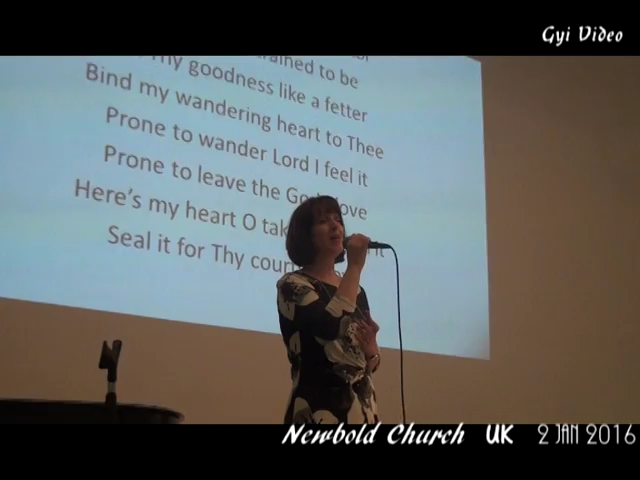 Gyi Video
to be
Thy goodness like a fetter
Bind my wandering heart to Thee
Prone to wander Lord I feel it
Prone to leave the God love
Here's my heart O it
Seal it for Thy
Newbold Church UK 2 JAN 2016